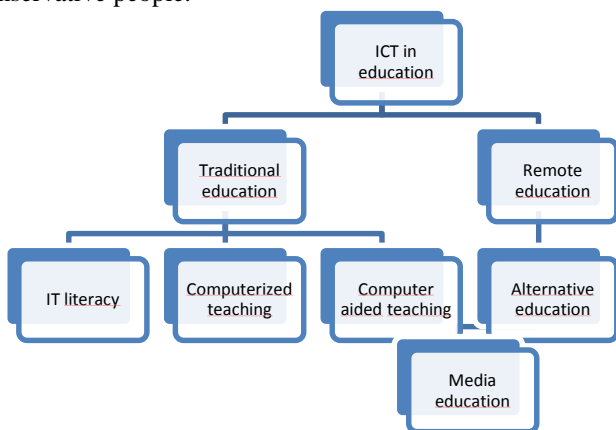 nservative people.
ICT in
education
Traditional
education
Remote
education
IT literacy
Computerized
teaching
Computer
aided teaching
Alternative
education
Media
education